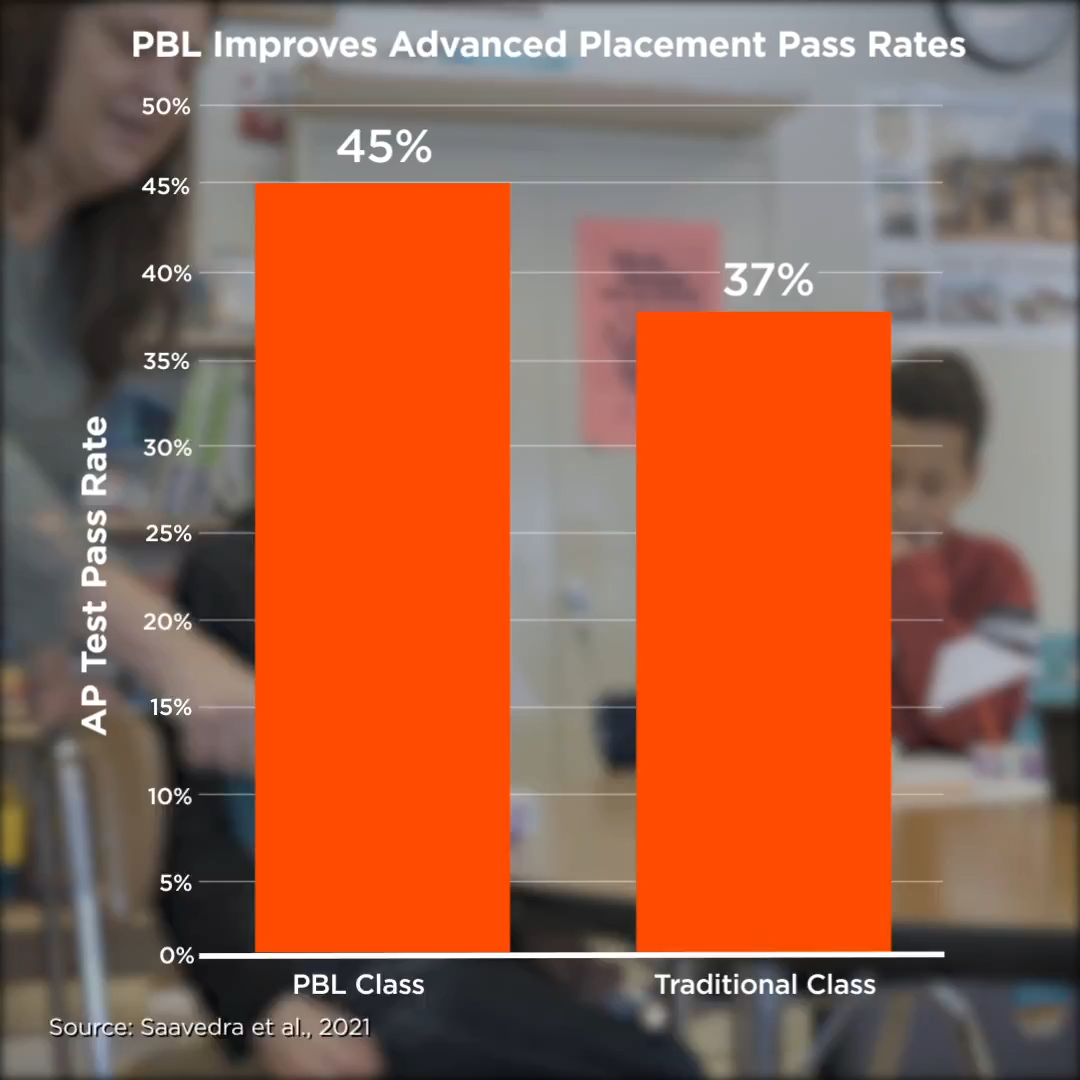 PBL Improves Advanced Placement Pass Rates
50%
45%
45%
40%
37%
35%
30%
25%
20%
15%
10%
5%
0%
AP Test Pass Rate
PBL Class
Traditional Class
Source: Saavedra et al., 2021